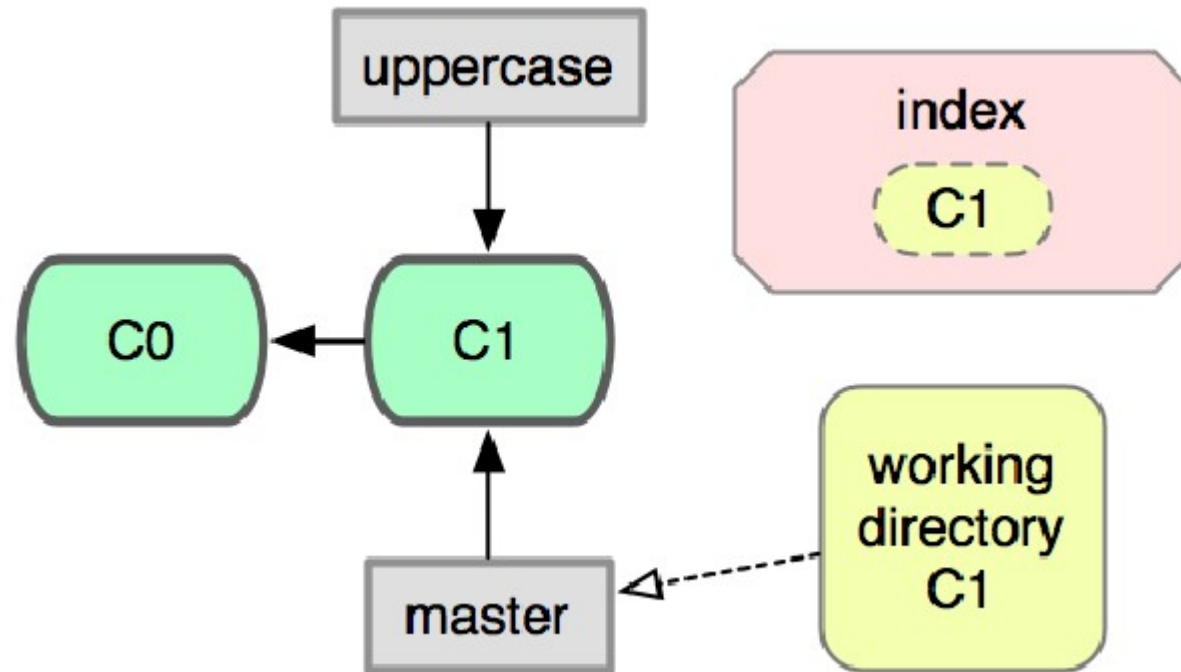 uppercase
index
C1
C0
C1
working
directory
C1
master